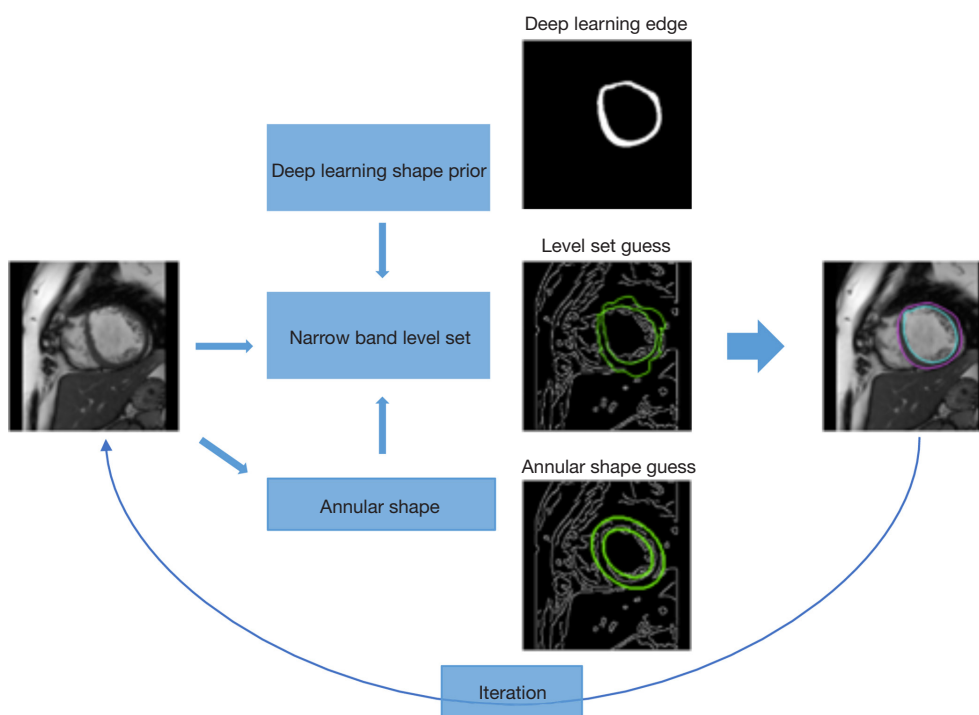 Deep learning edge
Deep learning shape prior
Level set guess
Narrow band level set
Annular shape guess
Annular shape
Iteration